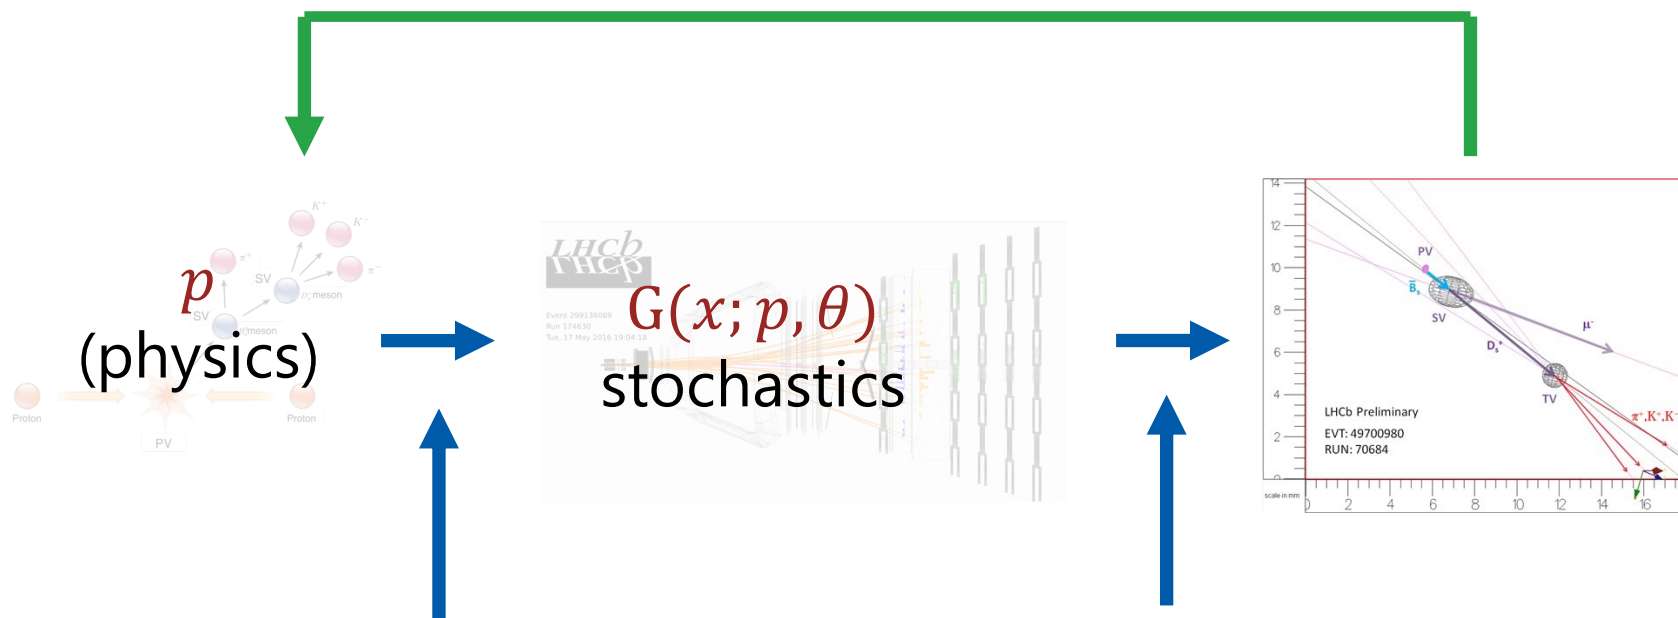 K⁺
K⁻
π⁺
π⁻
SV
meson
p
SV
meson
(physics)
Proton
Proton
PV
LHCb
LHCb
Event 299136089
Run 174630
Tue, 17 May 2016 19:04:18
G(x; p, θ)
stochastics
14
12
10
8
6
4
2
0
PV
B̅s
SV
μ⁻
Ds⁺
TV
π⁺,K⁺,K⁻
LHCb Preliminary
EVT: 49700980
RUN: 70684
scale in mm
0 2 4 6 8 10 12 14 16